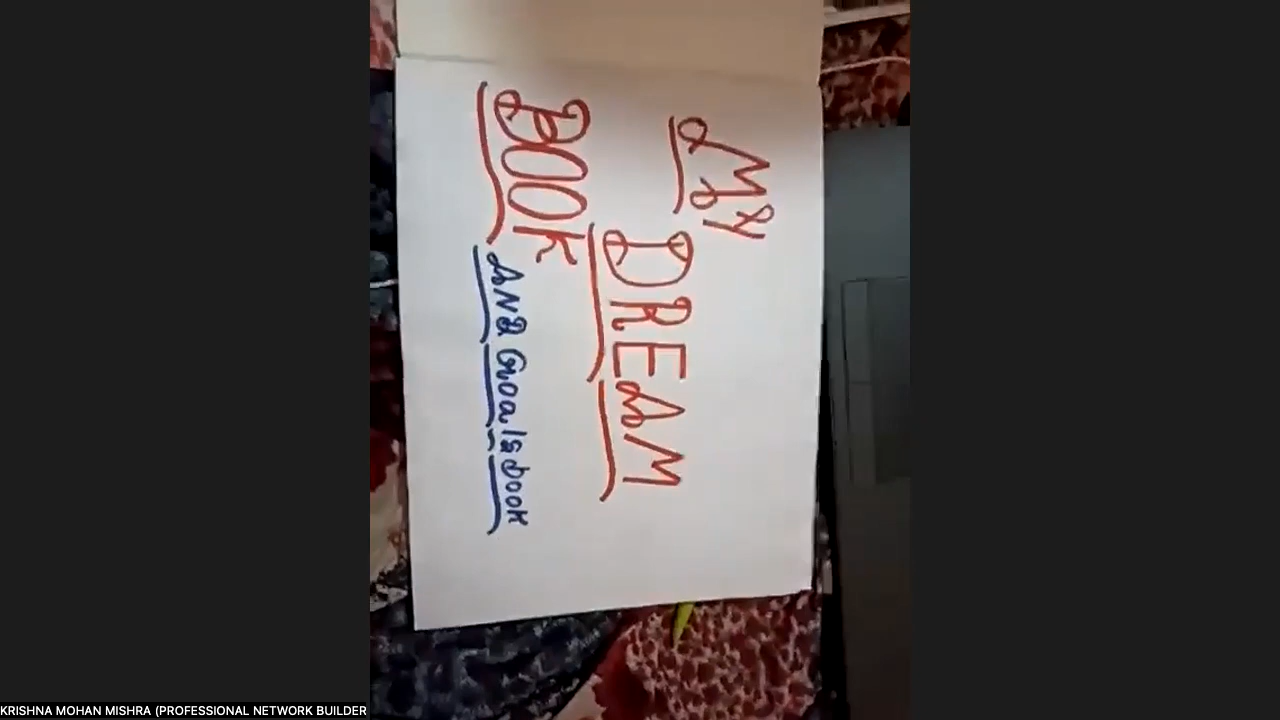 MY
DREAM
BOOK
AND Goals book
KRISHNA MOHAN MISHRA (PROFESSIONAL NETWORK BUILDER